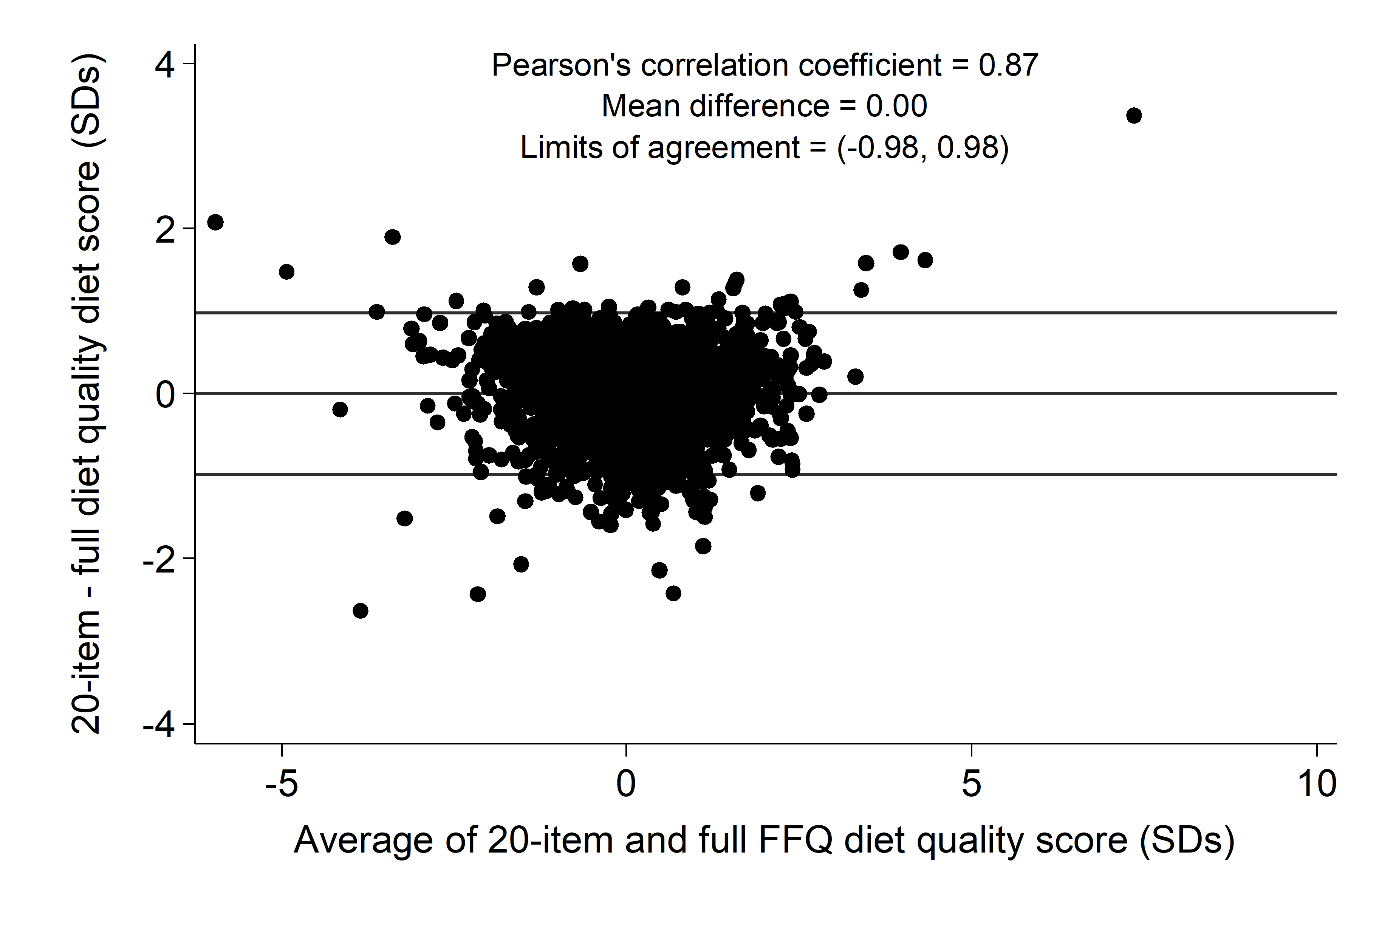 Pearson's correlation coefficient = 0.87
Mean difference = 0.00
Limits of agreement = (-0.98, 0.98)
20-item - full diet quality diet score (SDs)
4
2
0
-2
-4
-5 0 5 10
Average of 20-item and full FFQ diet quality score (SDs)